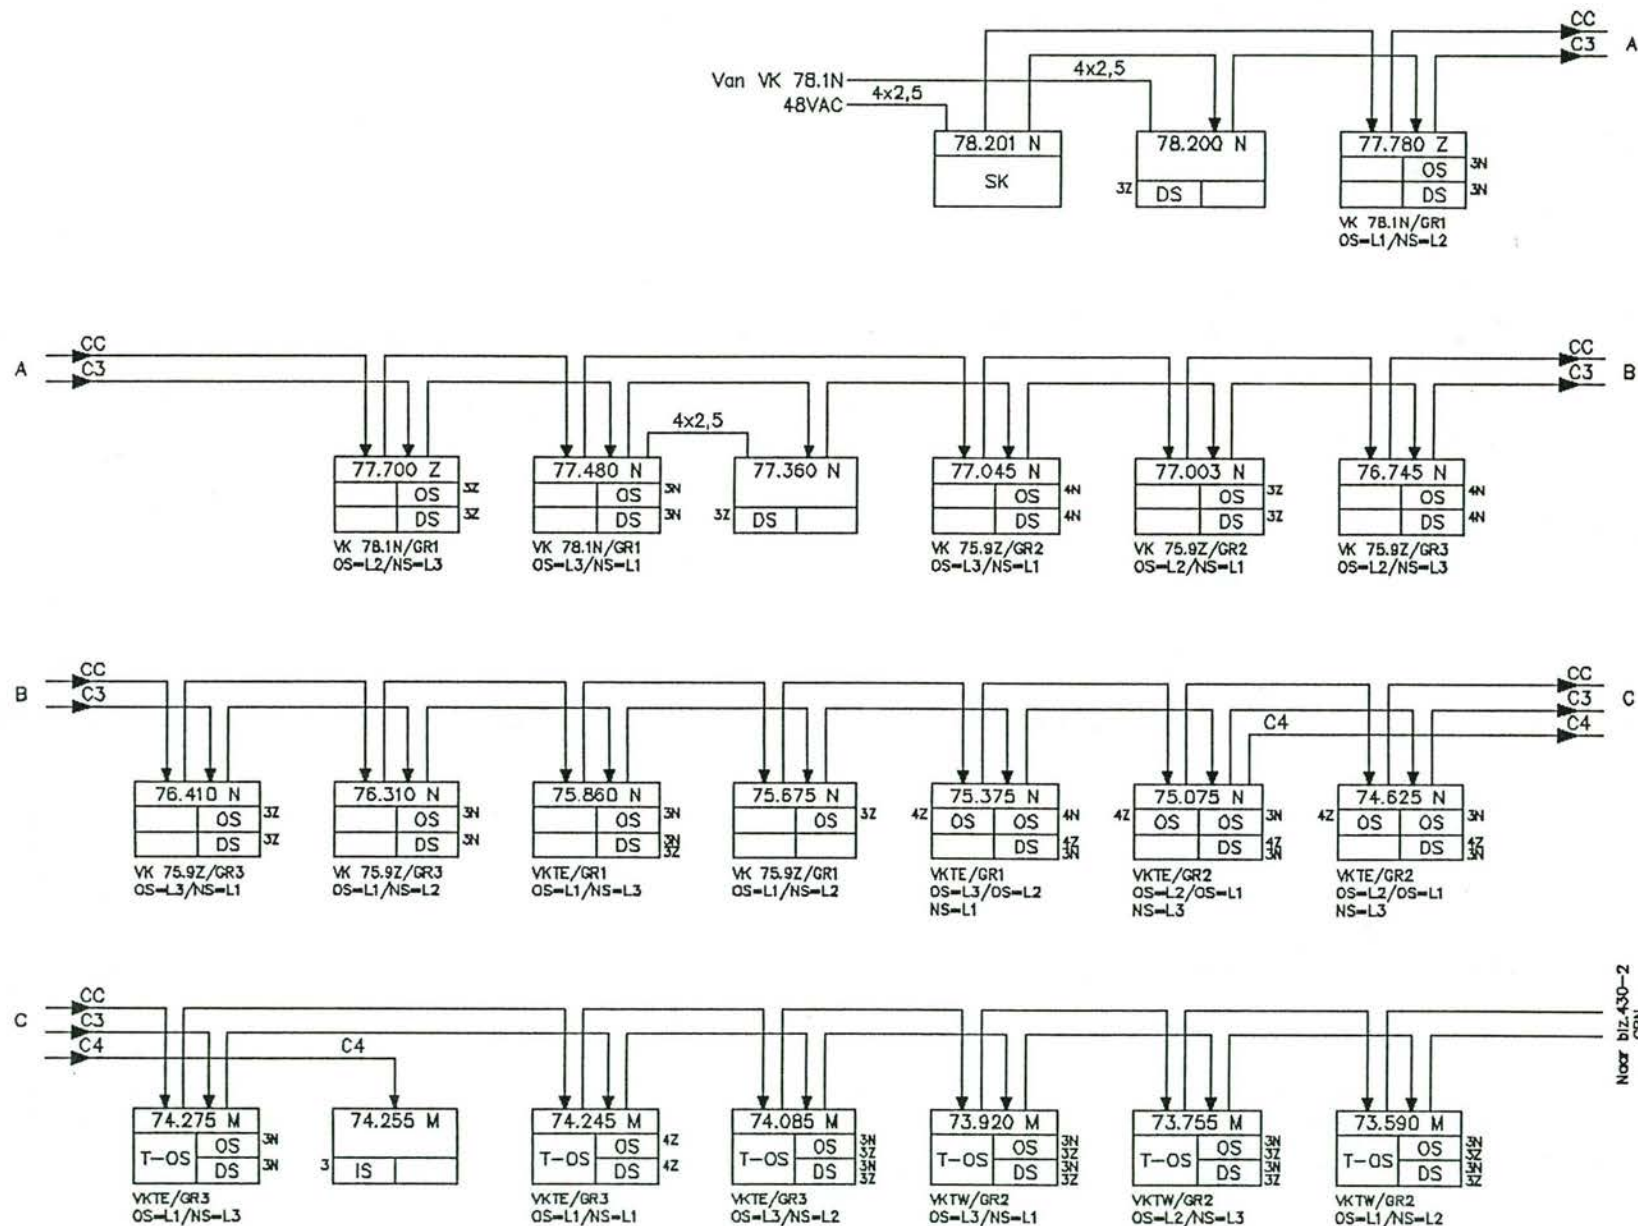 CC
C3 A
Van VK 78.1N 4x2,5
48VAC 4x2,5
78.201 N
SK
78.200 N
3Z DS
77.780 Z
OS 3N
DS 3N
VK 78.1N/GR1
OS=L1/NS=L2
A
CC
C3
4x2,5
CC
C3
B
77.700 Z
OS 3Z
DS 3Z
VK 78.1N/GR1
OS=L2/NS=L3
77.480 N
OS 3N
DS 3N
VK 78.1N/GR1
OS=L3/NS=L1
77.360 N
3Z DS
77.045 N
OS 4N
DS 4N
VK 75.9Z/GR2
OS=L3/NS=L1
77.003 N
OS 3Z
DS 3Z
VK 75.9Z/GR2
OS=L2/NS=L1
76.745 N
OS 4N
DS 4N
VK 75.9Z/GR3
OS=L2/NS=L3
B
CC
C3
C4
CC
C3
C4
C
76.410 N
OS 3Z
DS 3Z
VK 75.9Z/GR3
OS=L3/NS=L1
76.310 N
OS 3N
DS 3N
VK 75.9Z/GR3
OS=L1/NS=L2
75.860 N
OS 3N
DS 3N
3Z
VKTE/GR1
OS=L1/NS=L3
75.675 N
OS 3Z
VK 75.9Z/GR1
OS=L1/NS=L2
75.375 N
4Z OS OS 4N
DS 4Z
3N
VKTE/GR1
OS=L3/OS=L2
NS=L1
75.075 N
4Z OS OS 3N
DS 4Z
3N
VKTE/GR2
OS=L2/OS=L1
NS=L3
74.625 N
4Z OS OS 3N
DS 4Z
3N
VKTE/GR2
OS=L2/OS=L1
NS=L3
C
CC
C3
C4
C4
Naar blz.430-2
74.275 M
T-OS OS 3N
DS 3N
VKTE/GR3
OS=L1/NS=L3
74.255 M
3 IS
74.245 M
T-OS OS 4Z
DS 4Z
VKTE/GR3
OS=L1/NS=L1
74.085 M
T-OS OS 3N
3Z
DS 3N
3Z
VKTE/GR3
OS=L3/NS=L2
73.920 M
T-OS OS 3N
3Z
DS 3N
3Z
VKTW/GR2
OS=L3/NS=L1
73.755 M
T-OS OS 3N
3Z
DS 3N
3Z
VKTW/GR2
OS=L2/NS=L3
73.590 M
T-OS OS 3N
DS
3Z
VKTW/GR2
OS=L1/NS=L2